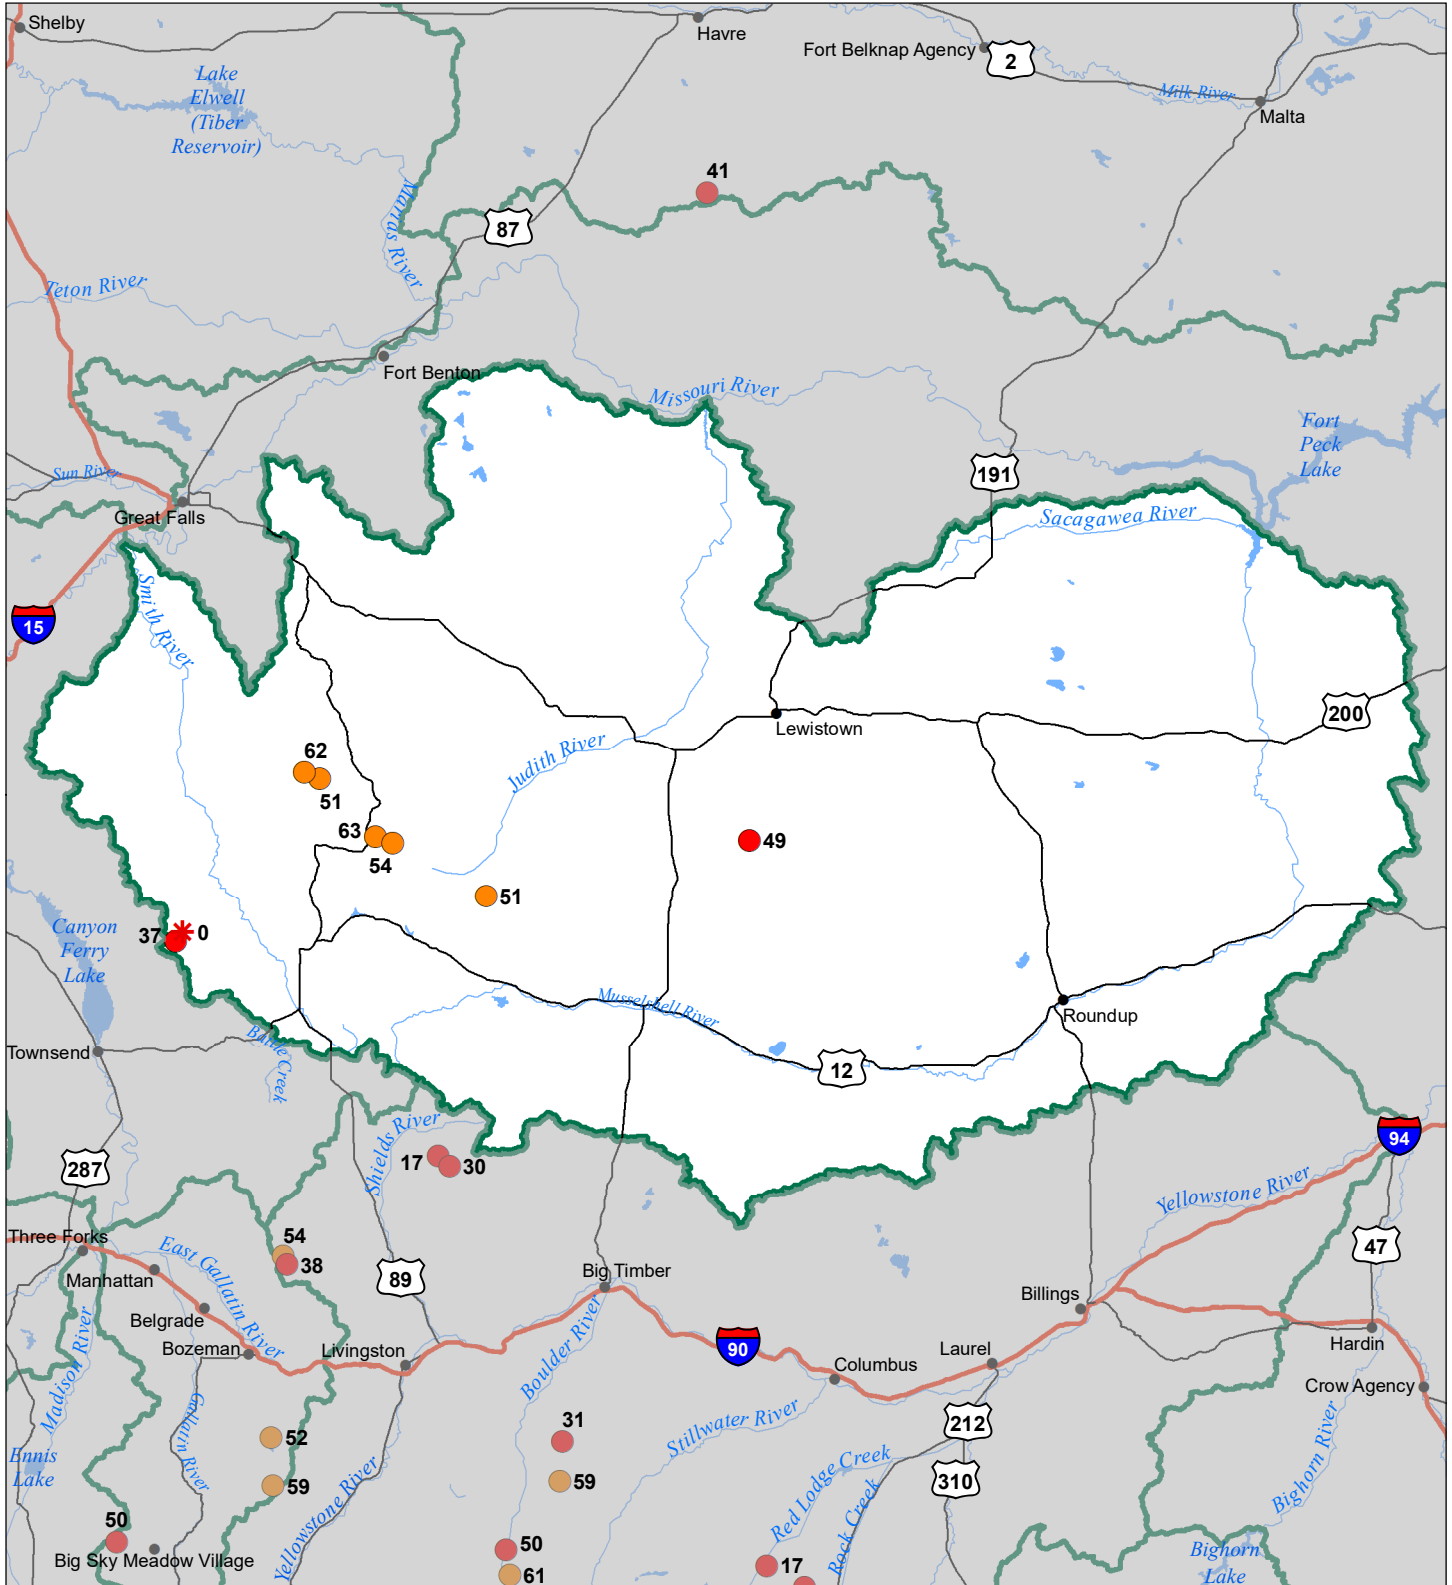 Shelby
Havre
Fort Belknap Agency
2
Lake
Elwell
(Tiber
Reservoir)
Milk River
Malta
41
Marias River
87
Teton River
Fort Benton
Missouri River
Fort
Peck
Lake
Sun River
191
Great Falls
Sacagawea River
Smith River
15
200
Lewistown
Judith River
62
51
63
54
49
51
Canyon
Ferry
Lake
37
0
Musselshell River
Roundup
Battle Creek
Townsend
12
94
Shields River
287
17
30
Yellowstone River
Three Forks
54
38
East Gallatin River
47
Manhattan
89
Big Timber
Billings
Belgrade
Bozeman
Livingston
90
Laurel
Hardin
Columbus
Crow Agency
Madison River
Boulder River
Gallatin River
31
Stillwater River
212
52
Ennis
Lake
59
59
Red Lodge Creek
310
Bighorn River
Yellowstone River
Rock Creek
50
50
Big Sky Meadow Village
61
17
Bighorn
Lake